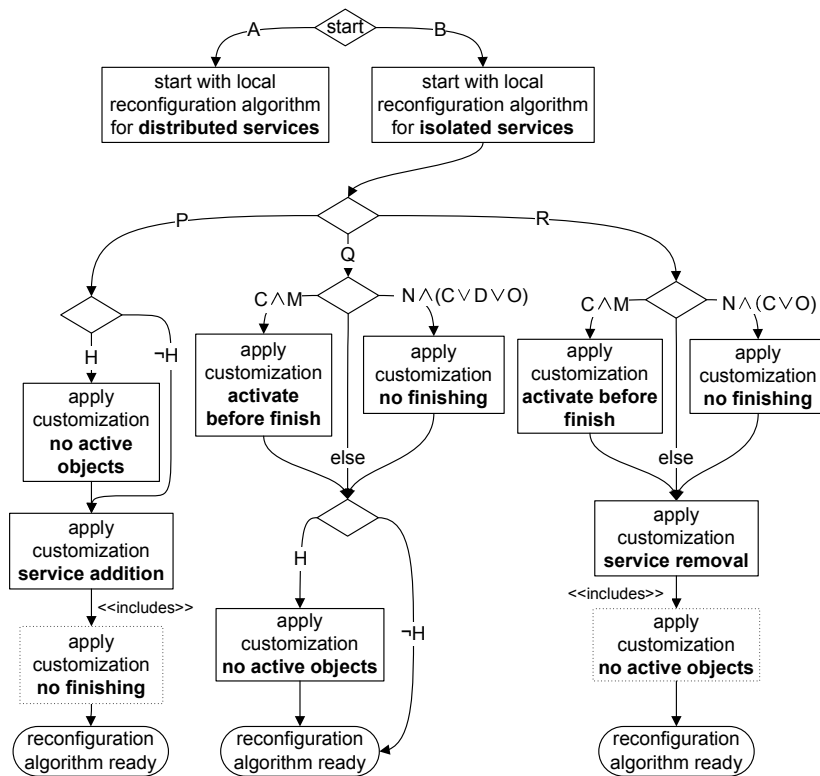 A
start
B
start with local
reconfiguration algorithm
for distributed services
start with local
reconfiguration algorithm
for isolated services
P
Q
R
H
¬H
apply
customization
no active
objects
apply
customization
service addition
<<includes>>
apply
customization
no finishing
reconfiguration
algorithm ready
C∧M
N∧(C∨D∨O)
apply
customization
activate
before finish
apply
customization
no finishing
else
H
¬H
apply
customization
no active objects
reconfiguration
algorithm ready
C∧M
N∧(C∨O)
apply
customization
activate before
finish
apply
customization
no finishing
else
apply
customization
service removal
<<includes>>
apply
customization
no active objects
reconfiguration
algorithm ready